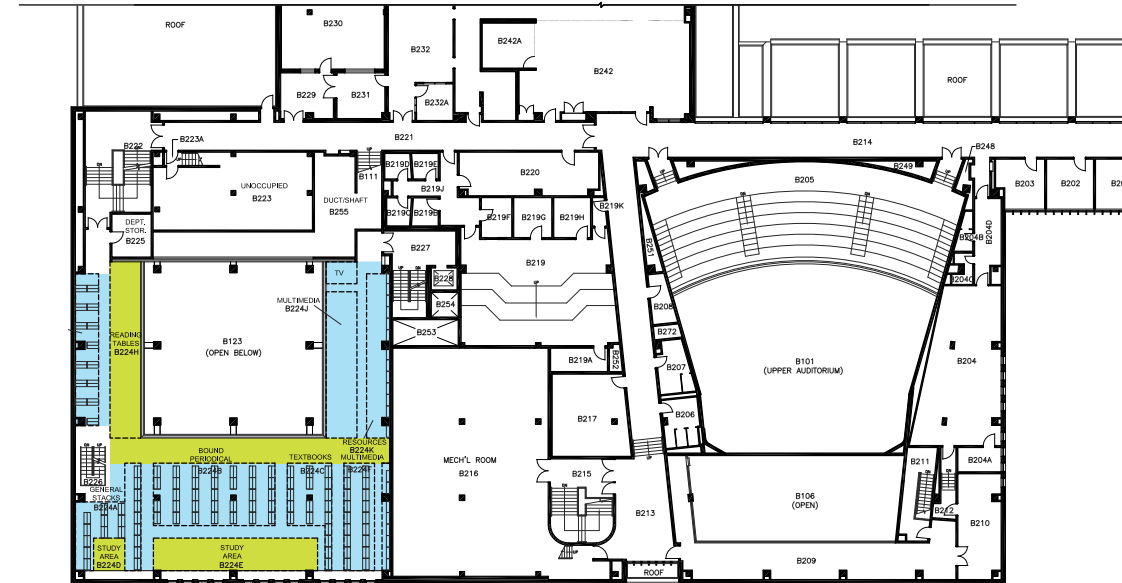 ROOF
B230
B232
B242A
B242
ROOF
B229
B231
B232A
B223A
B222
B221
B214
B248
B249
B219D
B219E
B111
B220
B205
B203
B202
UNOCCUPIED
B223
DUCT/SHAFT
B255
B219J
B219C
B219B
B219F
B219G
B219H
B219K
DEPT.
STOR.
B225
B227
B251
B204B
B204D
B219
TV
B228
B204C
MULTIMEDIA
B224J
B254
B208
READING
TABLES
B224H
B123
(OPEN BELOW)
B253
B272
B219A
B252
B207
B101
(UPPER AUDITORIUM)
B204
B217
B206
RESOURCES
B224K
BOUND
PERIODICAL
B224B
TEXTBOOKS
B224C
MULTIMEDIA
B224F
MECH'L ROOM
B216
B215
B211
B204A
B226
GENERAL
STACKS
B224A
B106
(OPEN)
B213
B212
B210
STUDY
AREA
B224D
STUDY
AREA
B224E
B209
ROOF